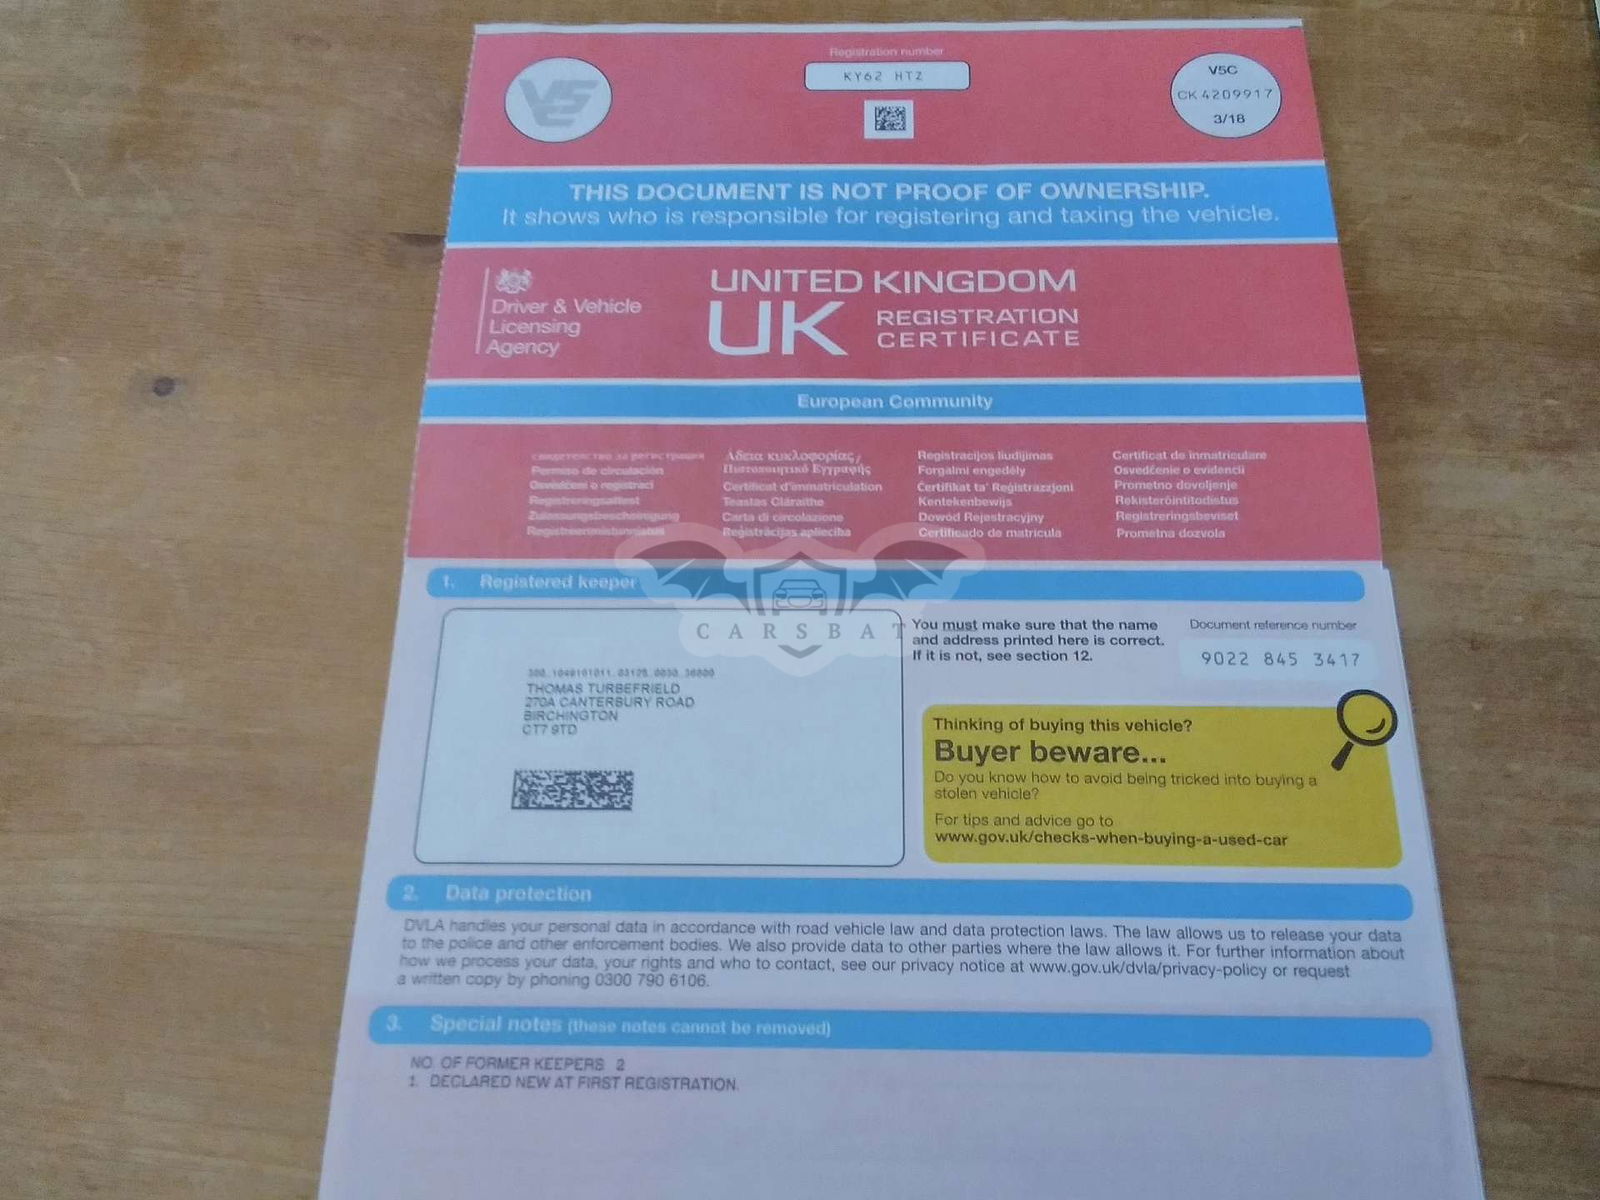 Registration number
KY62 HTZ
V5C
V5C
CK 4209917
3/18
THIS DOCUMENT IS NOT PROOF OF OWNERSHIP.
It shows who is responsible for registering and taxing the vehicle.
Driver & Vehicle
Licensing
Agency
UNITED KINGDOM
UK
REGISTRATION
CERTIFICATE
European Community
Permiso de circulación
Osvedčení o registraci
Registreringsattest
Zulassungsbescheinigung
Registreerimistunnistus
Άδεια κυκλοφορίας/
Πιστοποιητικό Εγγραφής
Certificat d'immatriculation
Teastas Cláraithe
Carta di circolazione
Reģistrācijas apliecība
Registracijos liudijimas
Forgalmi engedély
Ċertifikat ta' Reġistrazzjoni
Kentekenbewijs
Dowód Rejestracyjny
Certificado de matrícula
Certificat de inmatriculare
Osvedčenie o evidencii
Prometno dovoljenje
Rekisteröintitodistus
Registreringsbeviset
Prometna dozvola
1. Registered keeper
CARSBAT
THOMAS TURBEFRIELD
270A CANTERBURY ROAD
BIRCHINGTON
CT7 9TD
You must make sure that the name
and address printed here is correct.
If it is not, see section 12.
Document reference number
9022 845 3417
Thinking of buying this vehicle?
Buyer beware...
Do you know how to avoid being tricked into buying a
stolen vehicle?
For tips and advice go to
www.gov.uk/checks-when-buying-a-used-car
2. Data protection
DVLA handles your personal data in accordance with road vehicle law and data protection laws. The law allows us to release your data
to the police and other enforcement bodies. We also provide data to other parties where the law allows it. For further information about
how we process your data, your rights and who to contact, see our privacy notice at www.gov.uk/dvla/privacy-policy or request
a written copy by phoning 0300 790 6106.
3. Special notes (these notes cannot be removed)
NO. OF FORMER KEEPERS 2
1. DECLARED NEW AT FIRST REGISTRATION.